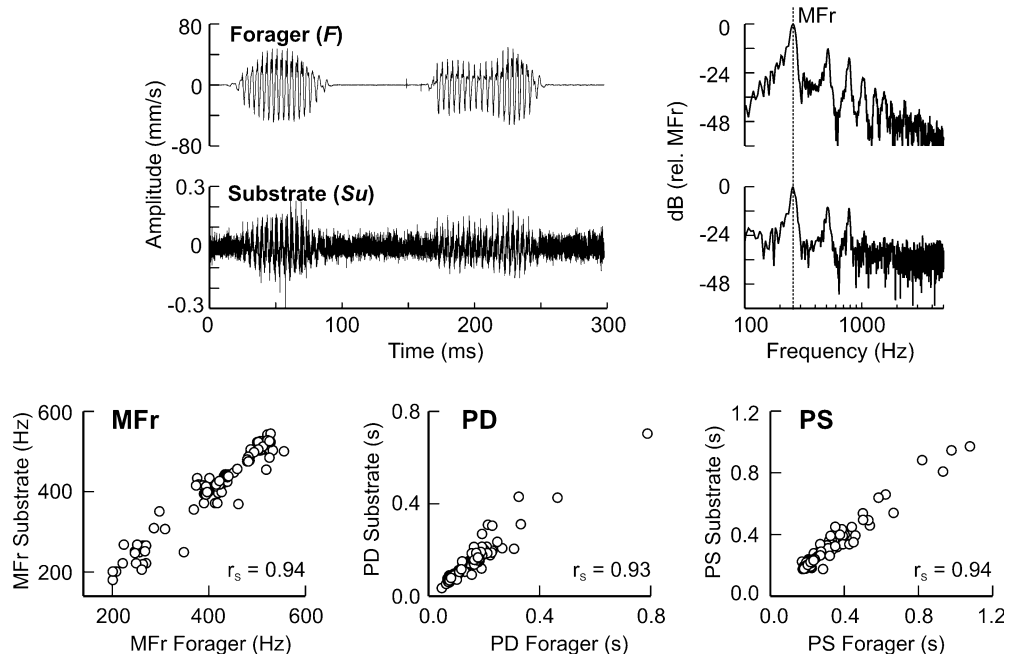 Forager (F)
80
0
-80
Amplitude (mm/s)
Substrate (Su)
0.3
0
-0.3
0
100
200
300
Time (ms)
MFr
0
-24
-48
dB (rel. MFr)
0
-24
-48
100
1000
Frequency (Hz)
MFr
600
400
200
MFr Substrate (Hz)
rs = 0.94
200
400
600
MFr Forager (Hz)
PD
0.8
0.4
0.0
PD Substrate (s)
rs = 0.93
0.0
0.4
0.8
PD Forager (s)
PS
1.2
0.8
0.4
0.0
PS Substrate (s)
rs = 0.94
0.0
0.4
0.8
1.2
PS Forager (s)